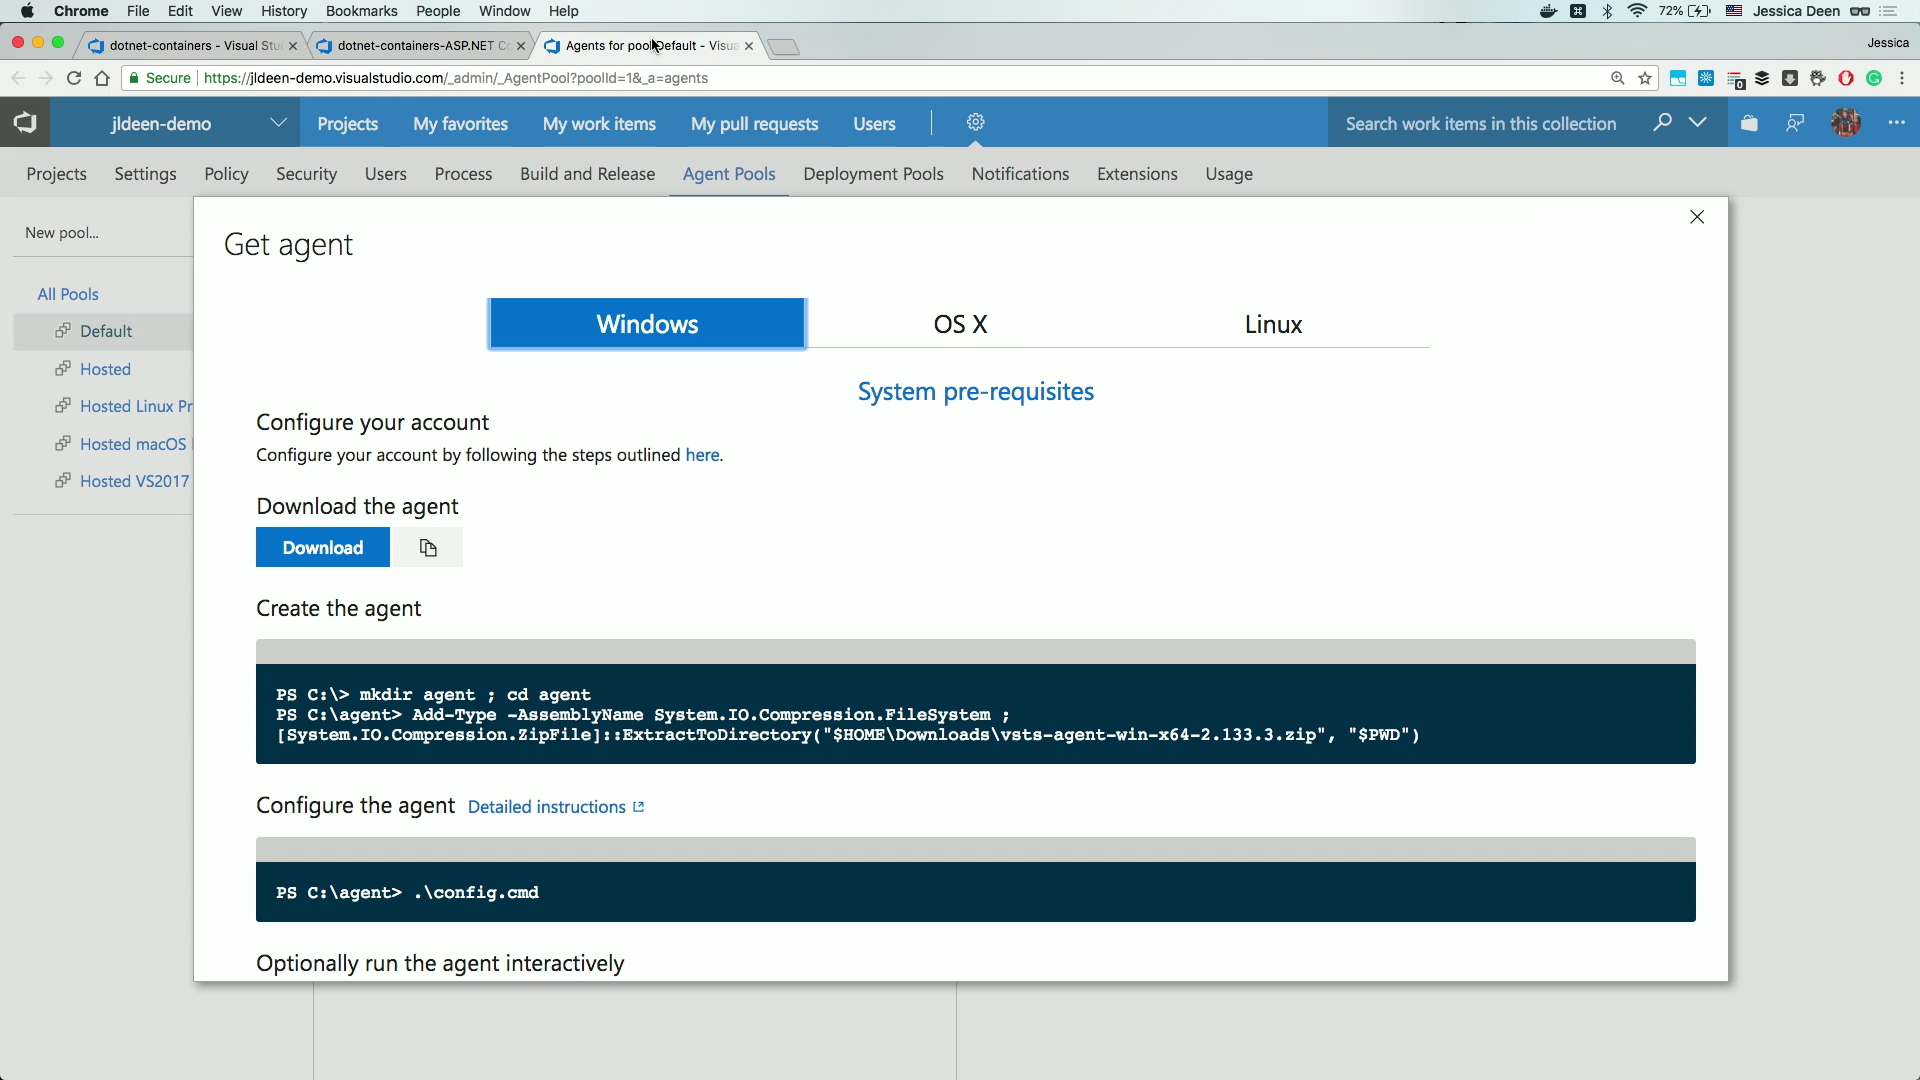 Chrome File Edit View History Bookmarks People Window Help 72% Jessica Deen
dotnet-containers - Visual Stu dotnet-containers-ASP.NET C Agents for pool Default - Visua Jessica
Secure https://jldeen-demo.visualstudio.com/_admin/_AgentPool?poolId=1&_a=agents 0
jldeen-demo Projects My favorites My work items My pull requests Users Search work items in this collection
Projects Settings Policy Security Users Process Build and Release Agent Pools Deployment Pools Notifications Extensions Usage
New pool...
All Pools
Default
Hosted
Hosted Linux Pr
Hosted macOS
Hosted VS2017
Get agent
Windows OS X Linux
System pre-requisites
Configure your account
Configure your account by following the steps outlined here.
Download the agent
Download
Create the agent
PS C:\> mkdir agent ; cd agent
PS C:\agent> Add-Type -AssemblyName System.IO.Compression.FileSystem ;
[System.IO.Compression.ZipFile]::ExtractToDirectory("$HOME\Downloads\vsts-agent-win-x64-2.133.3.zip", "$PWD")
Configure the agent Detailed instructions
PS C:\agent> .\config.cmd
Optionally run the agent interactively